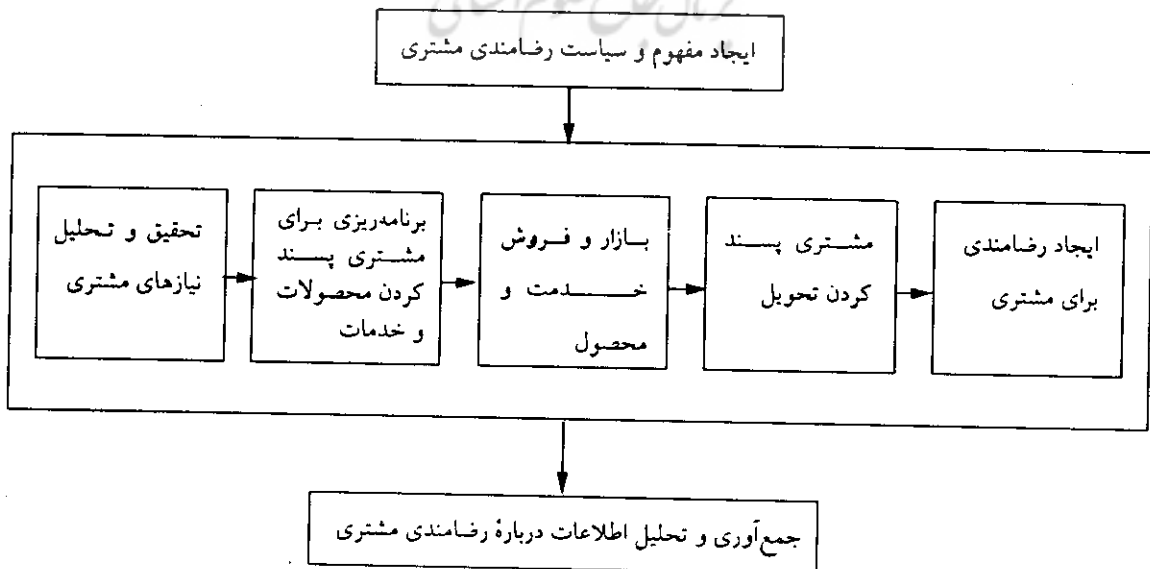 ایجاد مفهوم و سیاست رضامندی مشتری
تحقیق و تحلیل
نیازهای مشتری
برنامه‌ریزی برای
مشتری پسند
کردن محصولات
و خدمات
بازار و فروش
خدمت و
محصول
مشتری پسند
کردن تحویل
ایجاد رضامندی
برای مشتری
جمع‌آوری و تحلیل اطلاعات دربارهٔ رضامندی مشتری